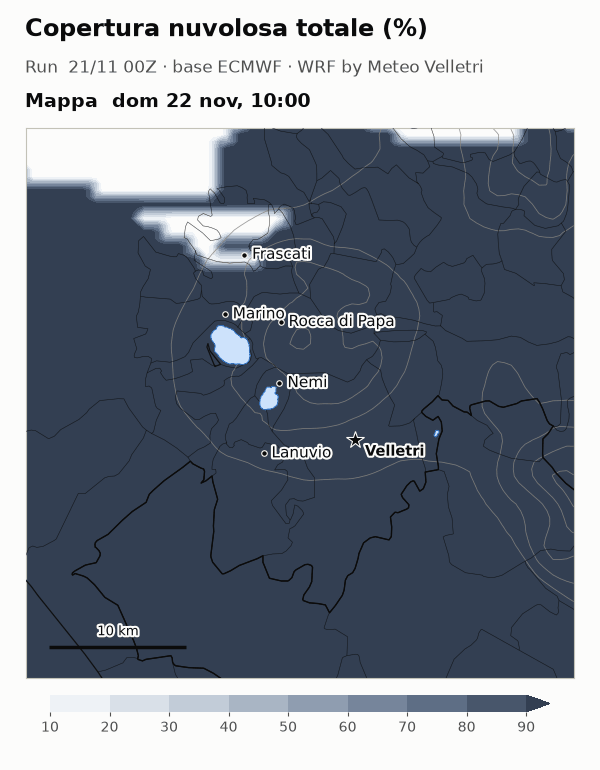 Copertura nuvolosa totale (%)
Run  21/11 00Z · base ECMWF · WRF by Meteo Velletri
Mappa  dom 22 nov, 10:00
Frascati
Marino
Rocca di Papa
Nemi
Velletri
Lanuvio
10 km
10 20 30 40 50 60 70 80 90